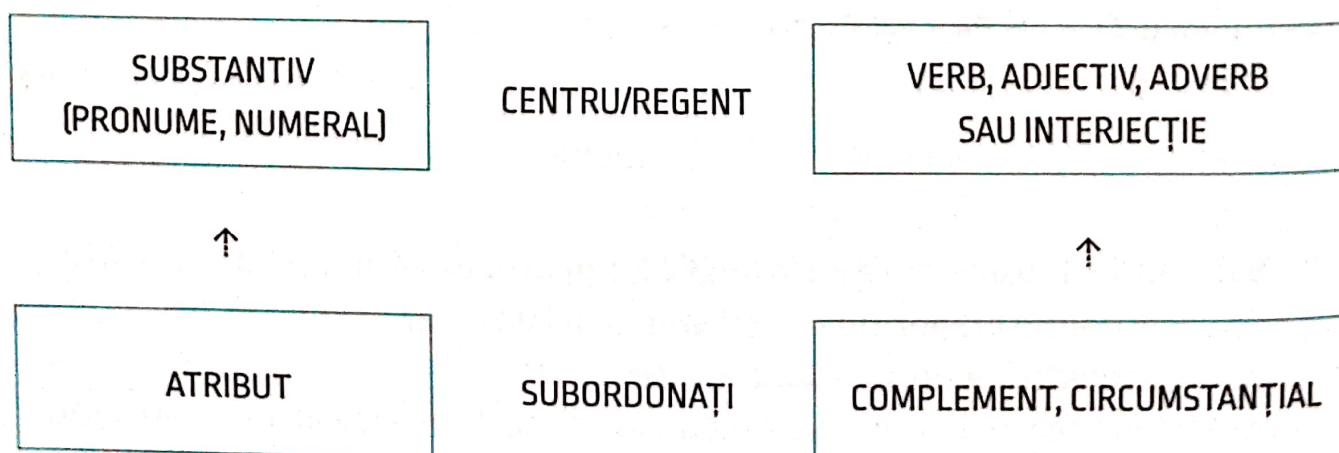 SUBSTANTIV
(PRONUME, NUMERAL)
CENTRU/REGENT
VERB, ADJECTIV, ADVERB
SAU INTERJECȚIE
ATRIBUT
SUBORDONAȚI
COMPLEMENT, CIRCUMSTANȚIAL